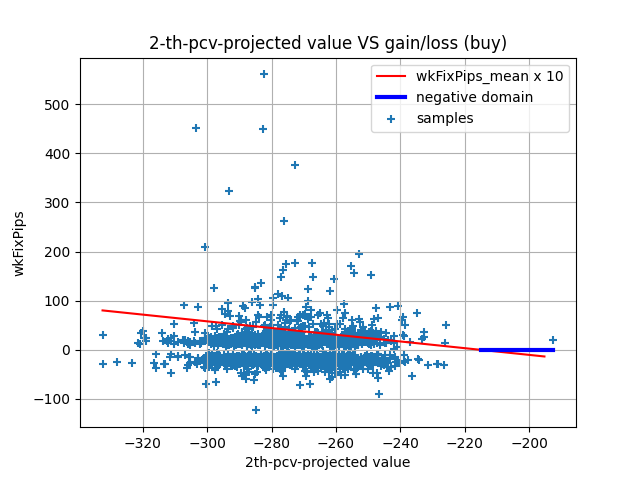 2-th-pcv-projected value VS gain/loss (buy)
wkFixPips_mean x 10
negative domain
samples
500
400
300
200
100
0
−100
wkFixPips
−320
−300
−280
−260
−240
−220
−200
2th-pcv-projected value